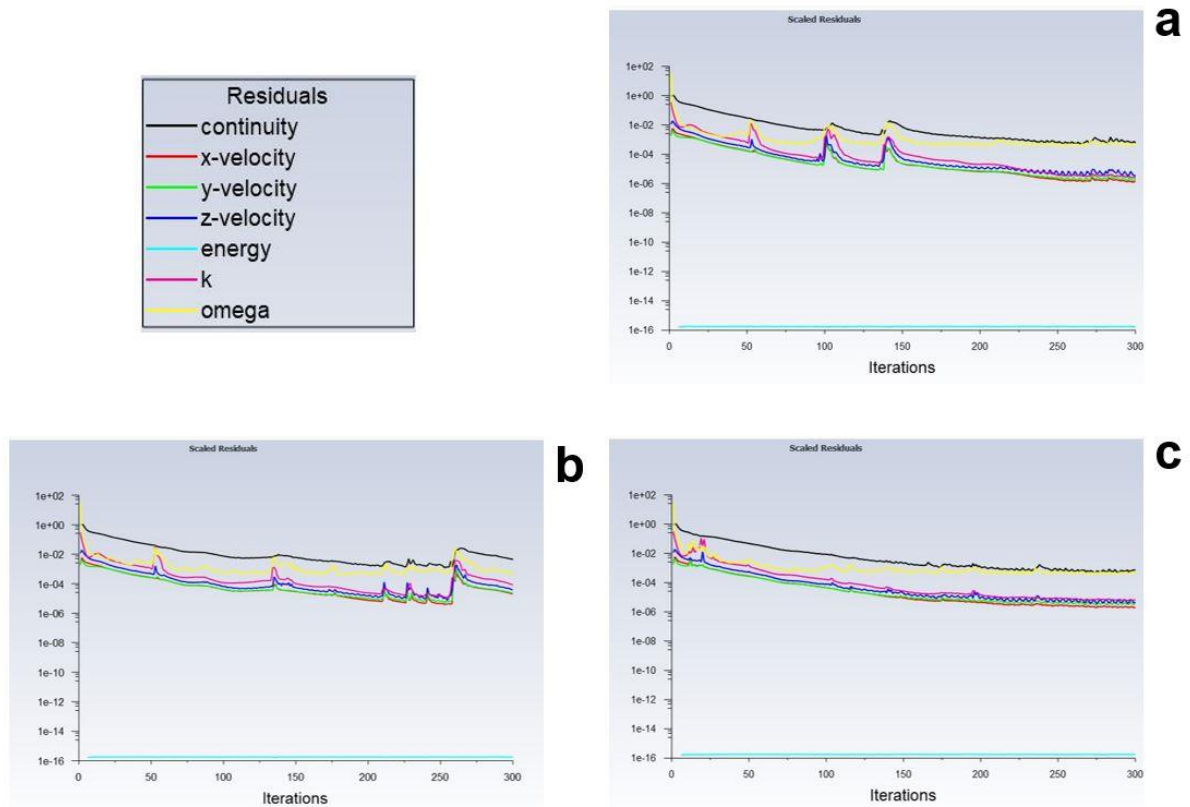 Residuals
continuity
x-velocity
y-velocity
z-velocity
energy
k
omega
Scaled Residuals
a
1e+02
1e+00
1e-02
1e-04
1e-06
1e-08
1e-10
1e-12
1e-14
1e-16
0 50 100 150 200 250 300
Iterations
Scaled Residuals
b
1e+02
1e+00
1e-02
1e-04
1e-06
1e-08
1e-10
1e-12
1e-14
1e-16
0 50 100 150 200 250 300
Iterations
Scaled Residuals
c
1e+02
1e+00
1e-02
1e-04
1e-06
1e-08
1e-10
1e-12
1e-14
1e-16
0 50 100 150 200 250 300
Iterations